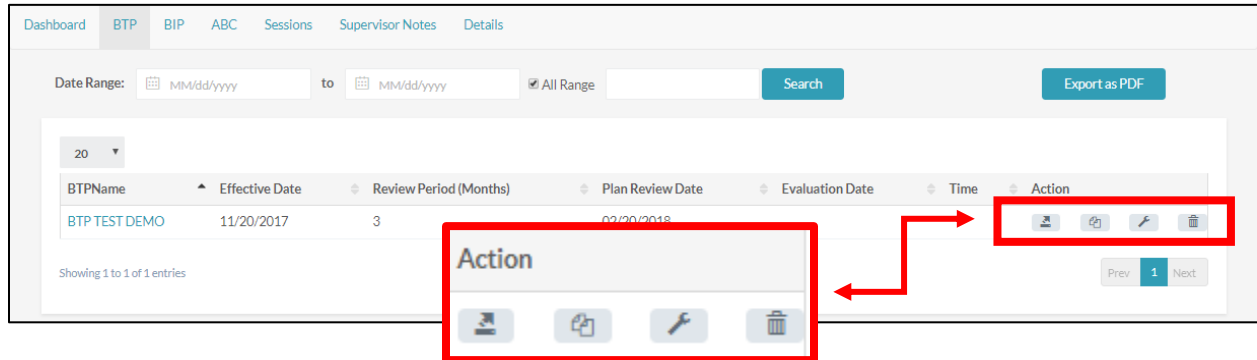 Dashboard BTP BIP ABC Sessions Supervisor Notes Details
Date Range: MM/dd/yyyy to MM/dd/yyyy All Range Search Export as PDF
20
BTPName Effective Date Review Period (Months) Plan Review Date Evaluation Date Time Action
BTP TEST DEMO 11/20/2017 3 02/20/2018
Action
Showing 1 to 1 of 1 entries Prev 1 Next